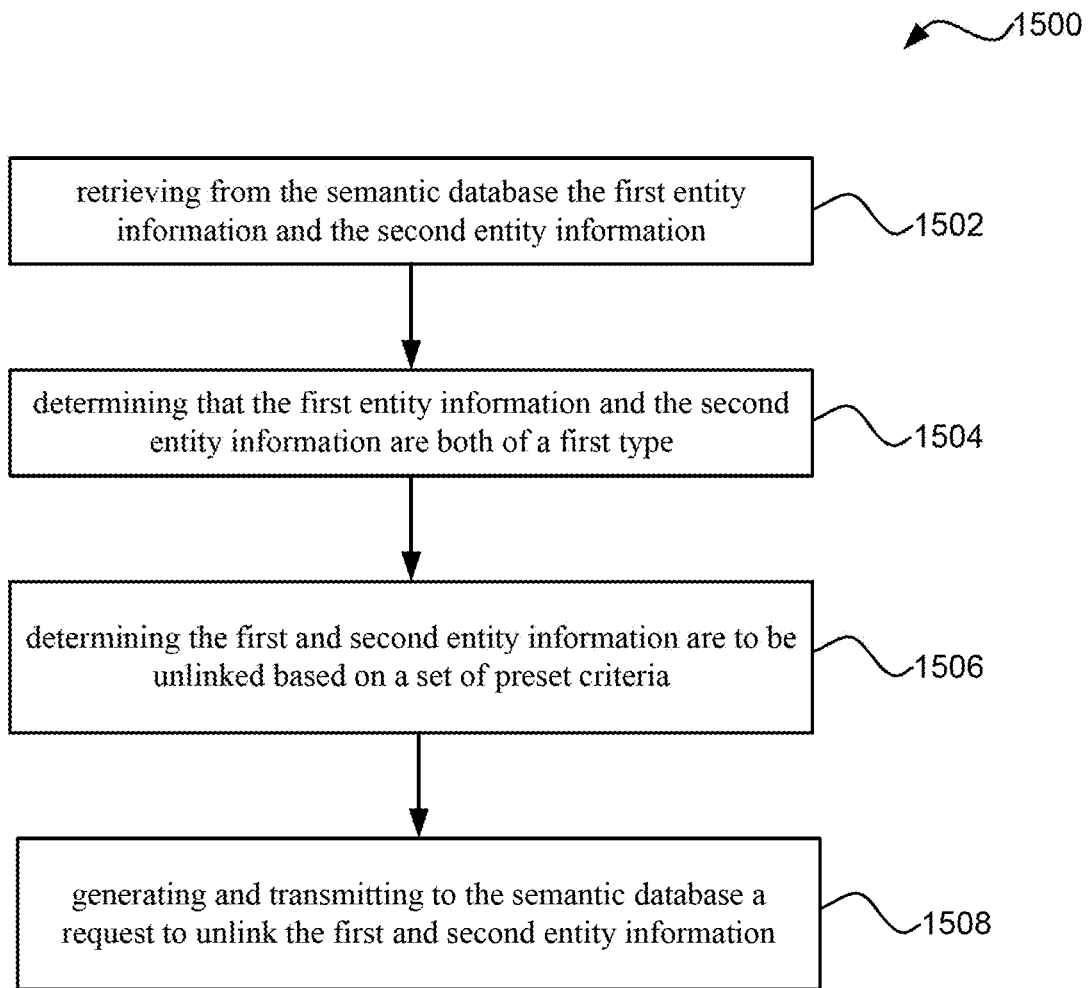 1500
retrieving from the semantic database the first entity
information and the second entity information
1502
determining that the first entity information and the second
entity information are both of a first type
1504
determining the first and second entity information are to be
unlinked based on a set of preset criteria
1506
generating and transmitting to the semantic database a
request to unlink the first and second entity information
1508